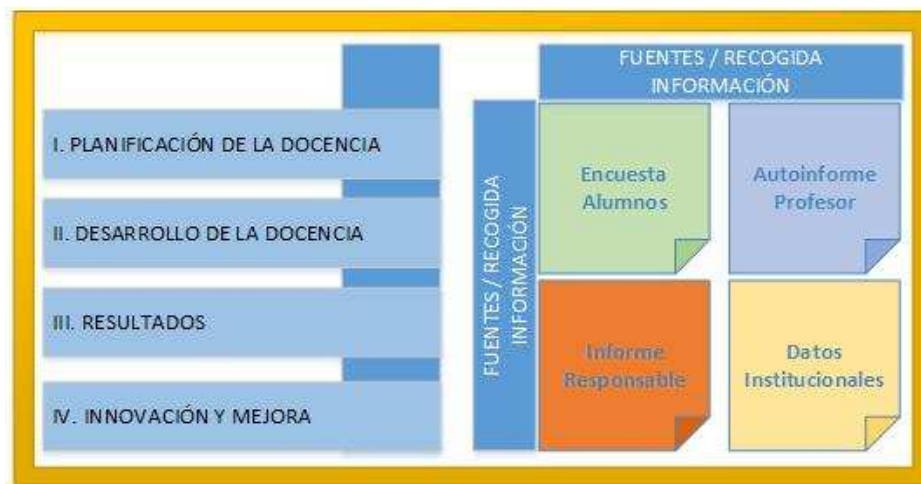 I. PLANIFICACIÓN DE LA DOCENCIA
II. DESARROLLO DE LA DOCENCIA
III. RESULTADOS
IV. INNOVACIÓN Y MEJORA
FUENTES / RECOGIDA
INFORMACIÓN
FUENTES / RECOGIDA
INFORMACIÓN
Encuesta
Alumnos
Autoinforme
Profesor
Informe
Responsable
Datos
Institucionales